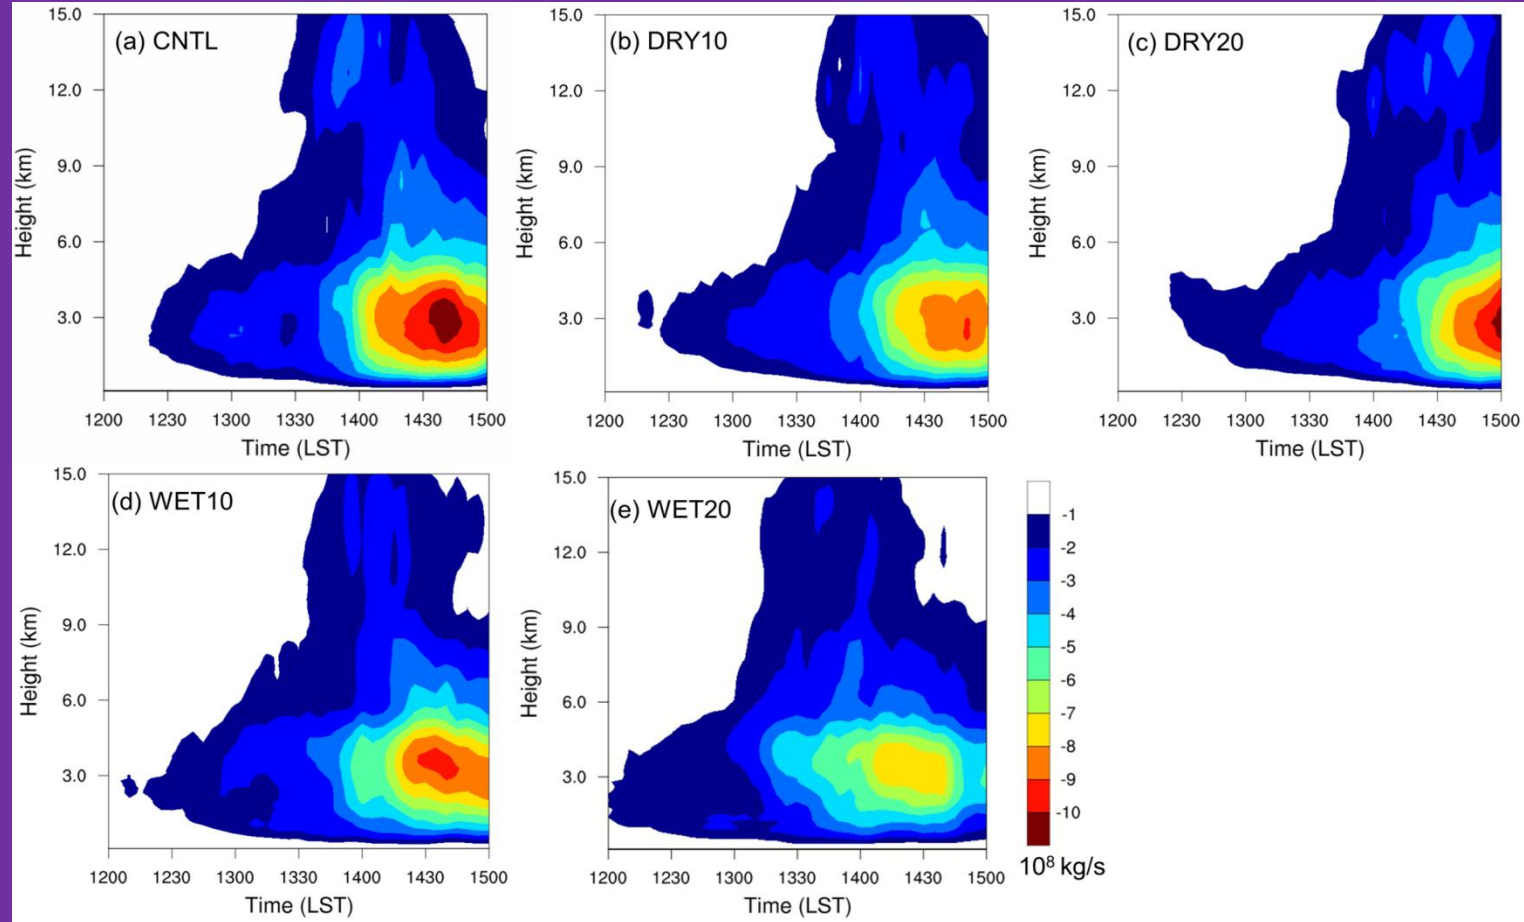 (a) CNTL
15.0
12.0
9.0
6.0
3.0
Height (km)
1200 1230 1300 1330 1400 1430 1500
Time (LST)
(b) DRY10
15.0
12.0
9.0
6.0
3.0
Height (km)
1200 1230 1300 1330 1400 1430 1500
Time (LST)
(c) DRY20
15.0
12.0
9.0
6.0
3.0
Height (km)
1200 1230 1300 1330 1400 1430 1500
Time (LST)
(d) WET10
15.0
12.0
9.0
6.0
3.0
Height (km)
1200 1230 1300 1330 1400 1430 1500
Time (LST)
(e) WET20
15.0
12.0
9.0
6.0
3.0
Height (km)
1200 1230 1300 1330 1400 1430 1500
Time (LST)
-1
-2
-3
-4
-5
-6
-7
-8
-9
-10
10⁸ kg/s